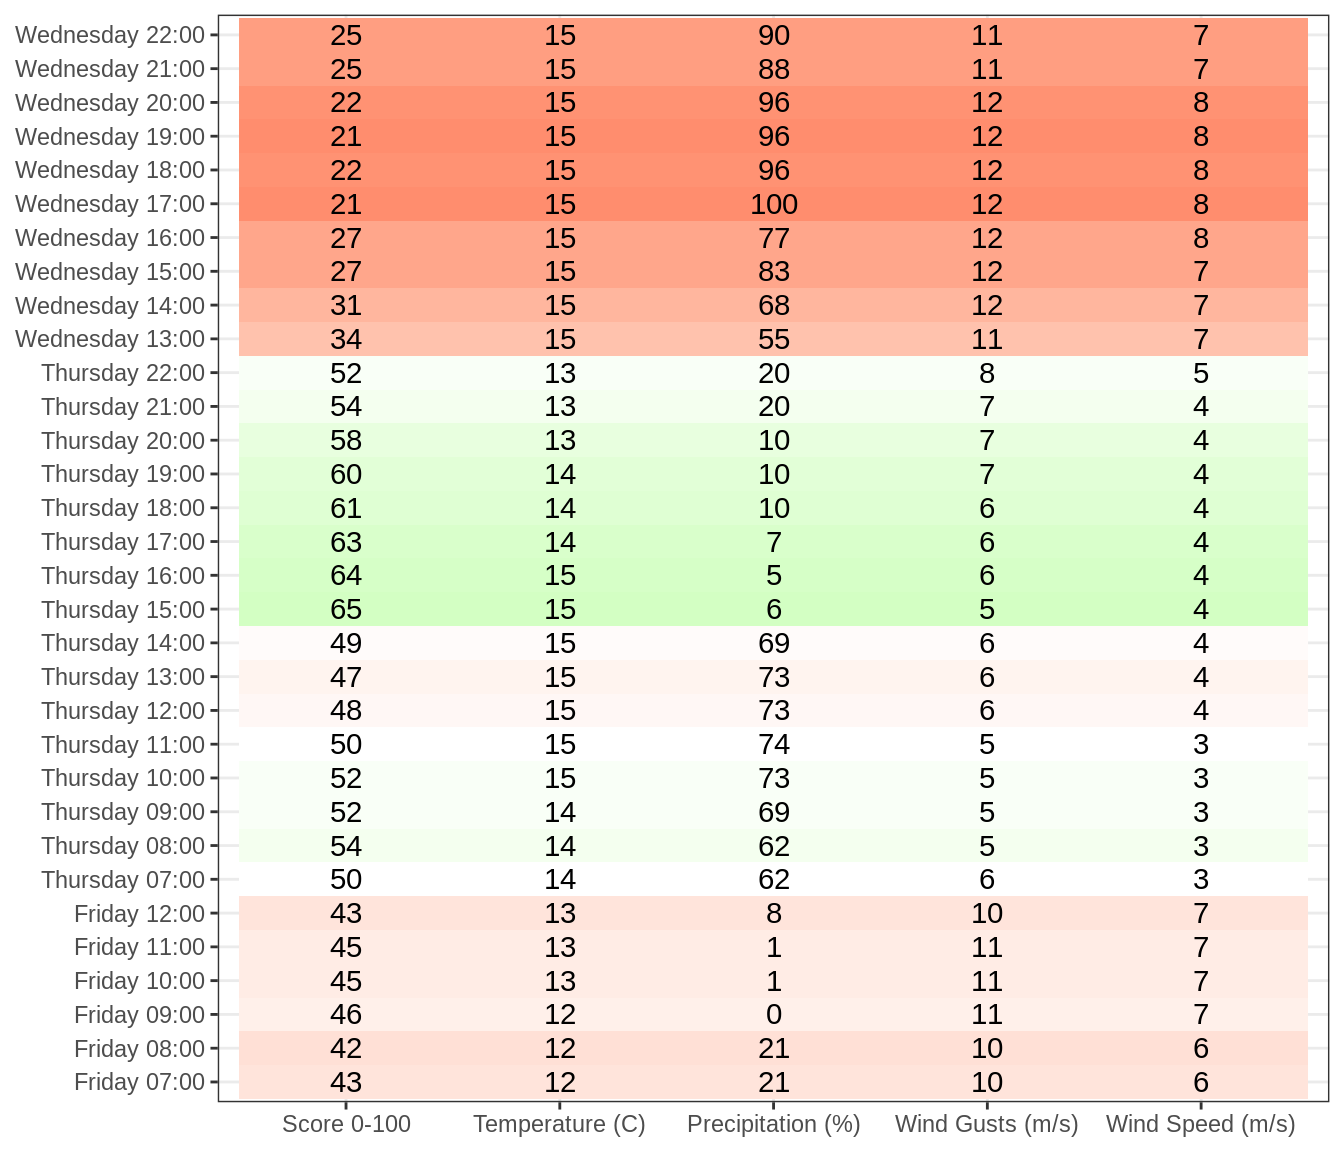 Wednesday 22:00 25 15 90 11 7
Wednesday 21:00 25 15 88 11 7
Wednesday 20:00 22 15 96 12 8
Wednesday 19:00 21 15 96 12 8
Wednesday 18:00 22 15 96 12 8
Wednesday 17:00 21 15 100 12 8
Wednesday 16:00 27 15 77 12 8
Wednesday 15:00 27 15 83 12 7
Wednesday 14:00 31 15 68 12 7
Wednesday 13:00 34 15 55 11 7
Thursday 22:00 52 13 20 8 5
Thursday 21:00 54 13 20 7 4
Thursday 20:00 58 13 10 7 4
Thursday 19:00 60 14 10 7 4
Thursday 18:00 61 14 10 6 4
Thursday 17:00 63 14 7 6 4
Thursday 16:00 64 15 5 6 4
Thursday 15:00 65 15 6 5 4
Thursday 14:00 49 15 69 6 4
Thursday 13:00 47 15 73 6 4
Thursday 12:00 48 15 73 6 4
Thursday 11:00 50 15 74 5 3
Thursday 10:00 52 15 73 5 3
Thursday 09:00 52 14 69 5 3
Thursday 08:00 54 14 62 5 3
Thursday 07:00 50 14 62 6 3
Friday 12:00 43 13 8 10 7
Friday 11:00 45 13 1 11 7
Friday 10:00 45 13 1 11 7
Friday 09:00 46 12 0 11 7
Friday 08:00 42 12 21 10 6
Friday 07:00 43 12 21 10 6
Score 0-100 Temperature (C) Precipitation (%) Wind Gusts (m/s) Wind Speed (m/s)